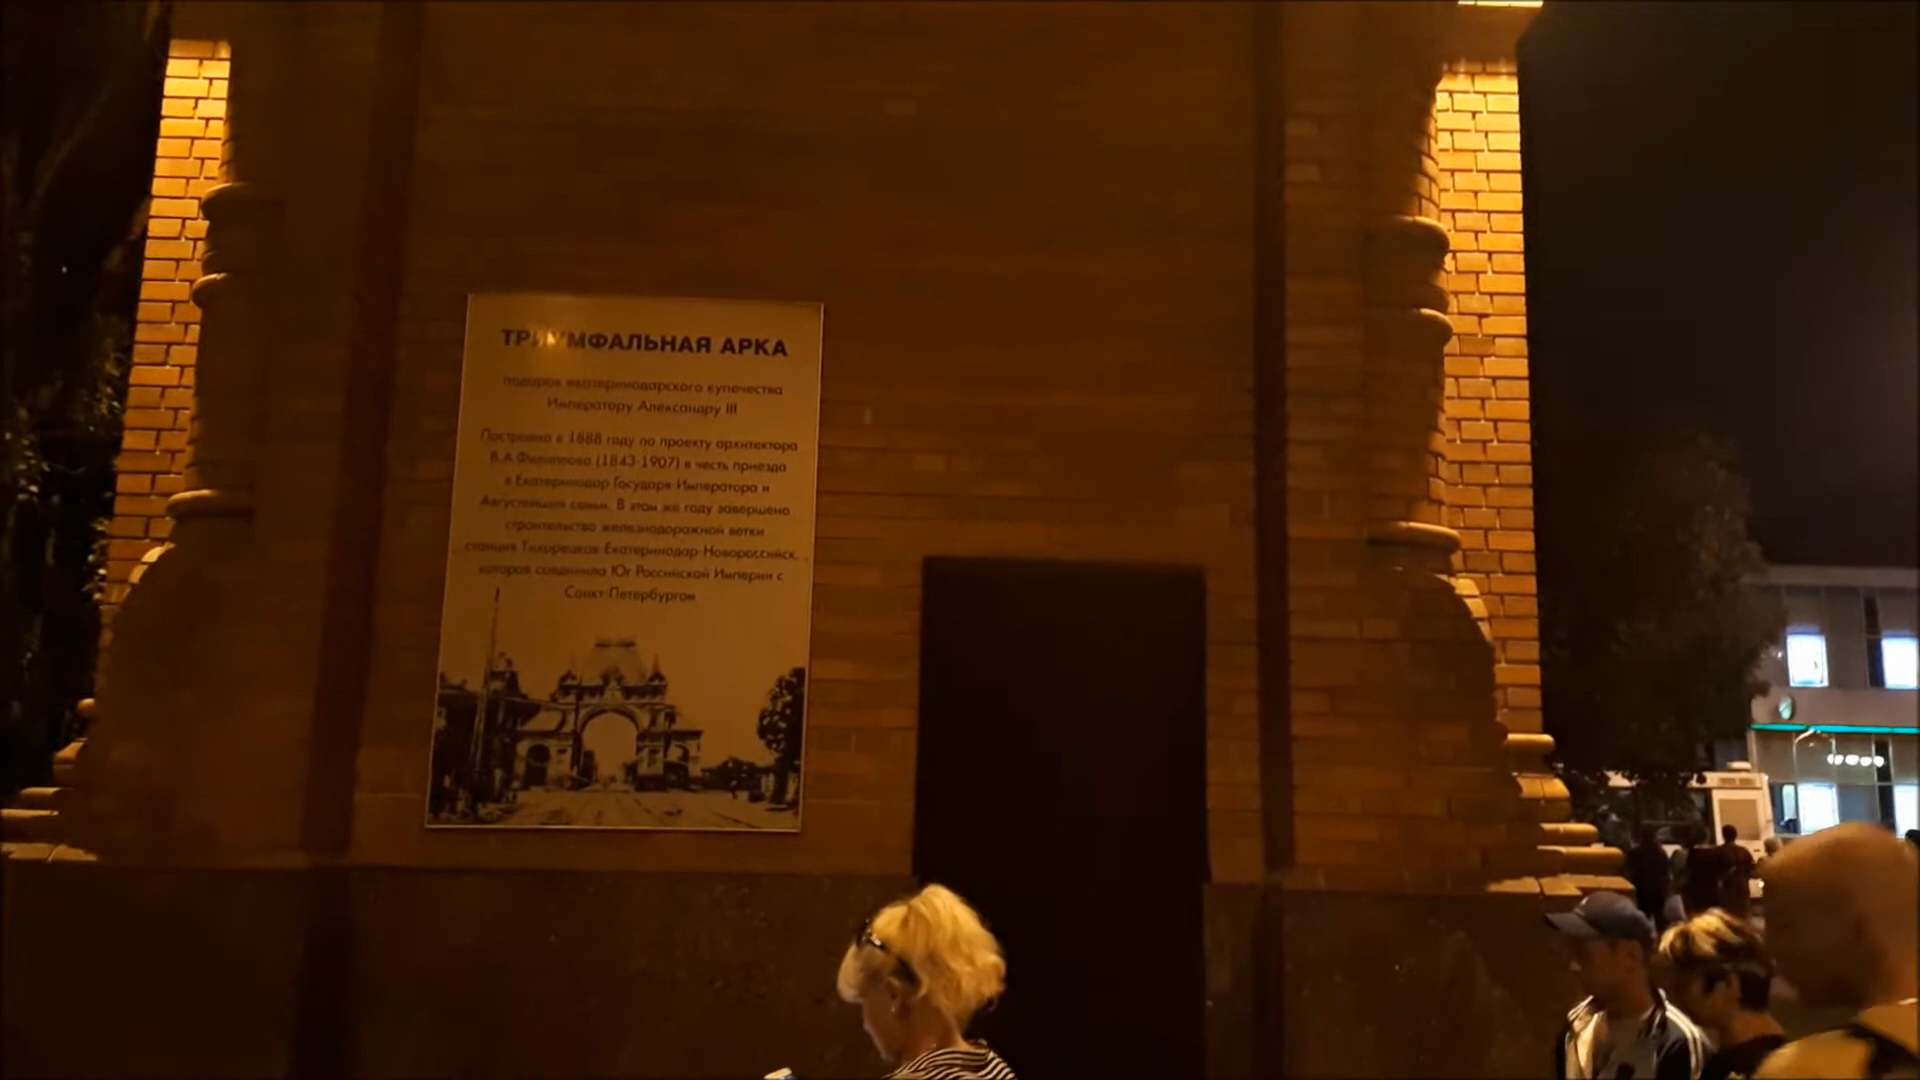 ТРИУМФАЛЬНАЯ АРКА
подарок екатеринодарского купечества
Императору Александру III
Построена в 1888 году по проекту архитектора
В.А.Филиппова (1843-1907) в честь приезда
в Екатеринодар Государя-Императора и
Августейшей семьи. В этом же году завершено
строительство железнодорожной ветки
станция Тихорецкая-Екатеринодар-Новороссийск,
которая соединила Юг Российской Империи с
Санкт-Петербургом